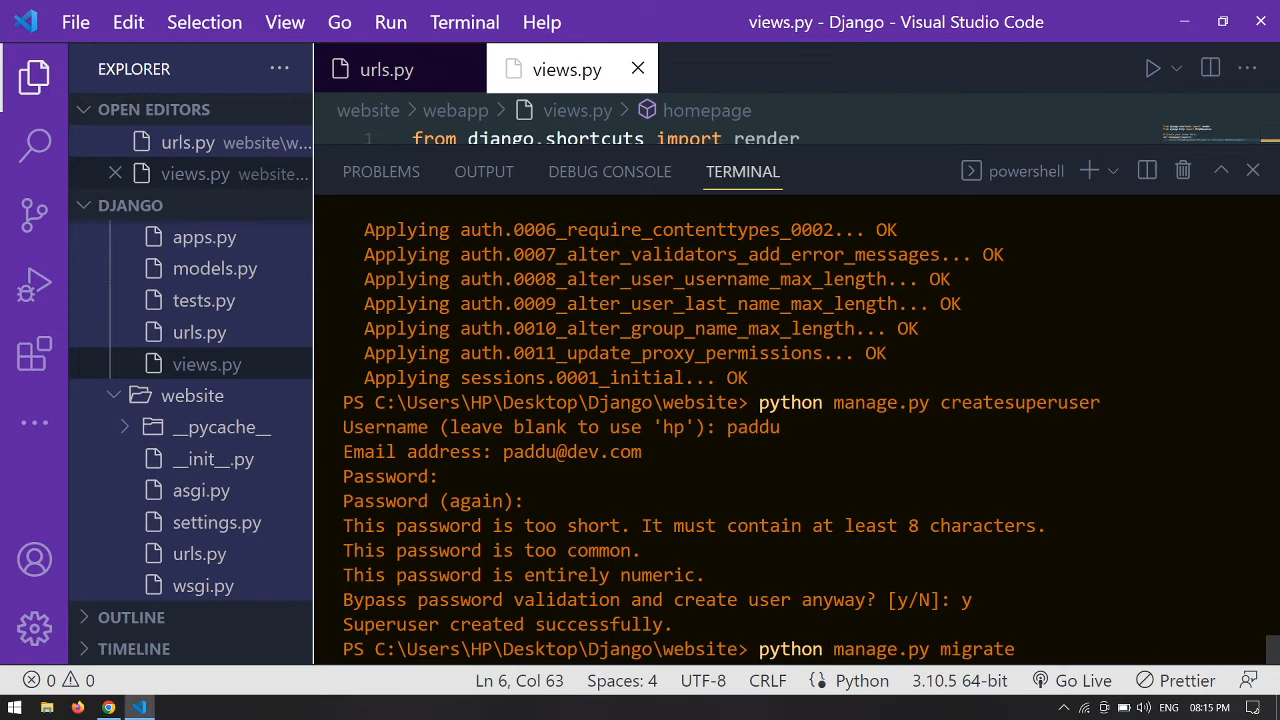 File Edit Selection View Go Run Terminal Help views.py - Django - Visual Studio Code
EXPLORER
OPEN EDITORS
urls.py website\w...
views.py website...
DJANGO
apps.py
models.py
tests.py
urls.py
views.py
website
__pycache__
__init__.py
asgi.py
settings.py
urls.py
wsgi.py
OUTLINE
TIMELINE
urls.py views.py
website webapp views.py homepage
1 from django.shortcuts import render
PROBLEMS OUTPUT DEBUG CONSOLE TERMINAL powershell
Applying auth.0006_require_contenttypes_0002... OK
Applying auth.0007_alter_validators_add_error_messages... OK
Applying auth.0008_alter_user_username_max_length... OK
Applying auth.0009_alter_user_last_name_max_length... OK
Applying auth.0010_alter_group_name_max_length... OK
Applying auth.0011_update_proxy_permissions... OK
Applying sessions.0001_initial... OK
PS C:\Users\HP\Desktop\Django\website> python manage.py createsuperuser
Username (leave blank to use 'hp'): paddu
Email address: paddu@dev.com
Password:
Password (again):
This password is too short. It must contain at least 8 characters.
This password is too common.
This password is entirely numeric.
Bypass password validation and create user anyway? [y/N]: y
Superuser created successfully.
PS C:\Users\HP\Desktop\Django\website> python manage.py migrate
0 0 Ln 6, Col 63 Spaces: 4 UTF-8 CRLF Python 3.10.5 64-bit Go Live Prettier
ENG 08:15 PM